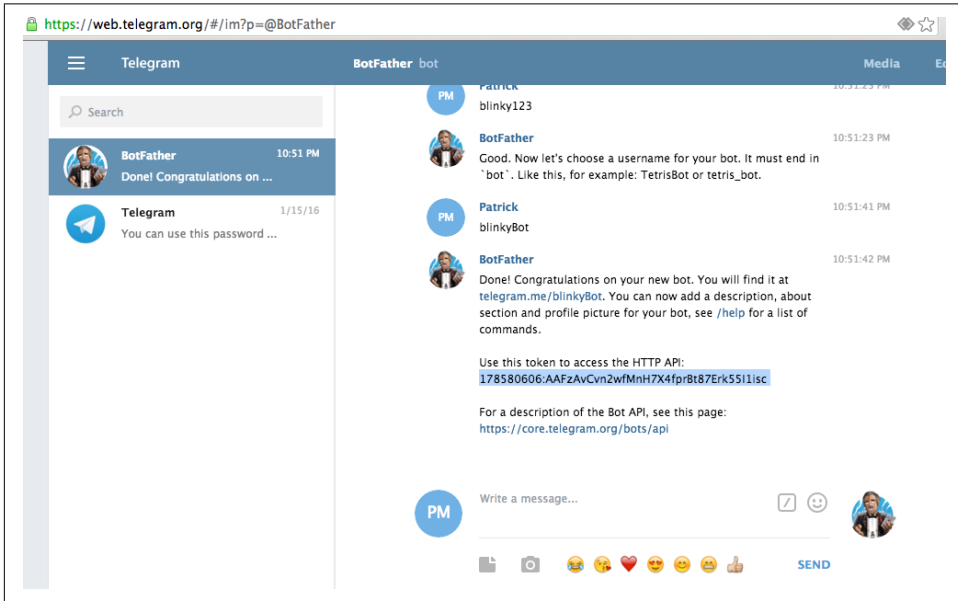 https://web.telegram.org/#/im?p=@BotFather
Telegram
BotFather bot
Media
Search
BotFather 10:51 PM
Done! Congratulations on ...
Telegram 1/15/16
You can use this password ...
Patrick 10:51:23 PM
PM
blinky123
BotFather 10:51:23 PM
Good. Now let's choose a username for your bot. It must end in
`bot`. Like this, for example: TetrisBot or tetris_bot.
Patrick 10:51:41 PM
PM
blinkyBot
BotFather 10:51:42 PM
Done! Congratulations on your new bot. You will find it at
telegram.me/blinkyBot. You can now add a description, about
section and profile picture for your bot, see /help for a list of
commands.
Use this token to access the HTTP API:
178580606:AAFzAvCvn2wfMnH7X4fprBt87Erk55I1isc
For a description of the Bot API, see this page:
https://core.telegram.org/bots/api
PM
Write a message...
SEND